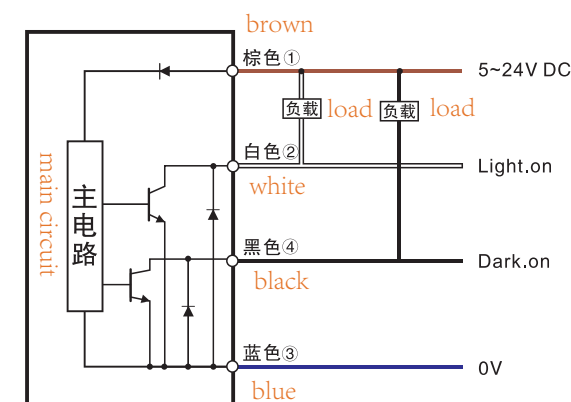 brown
棕色①
5~24V DC
负载 load 负载 load
白色②
Light.on
white
主电路
main circuit
黑色④
Dark.on
black
蓝色③
0V
blue